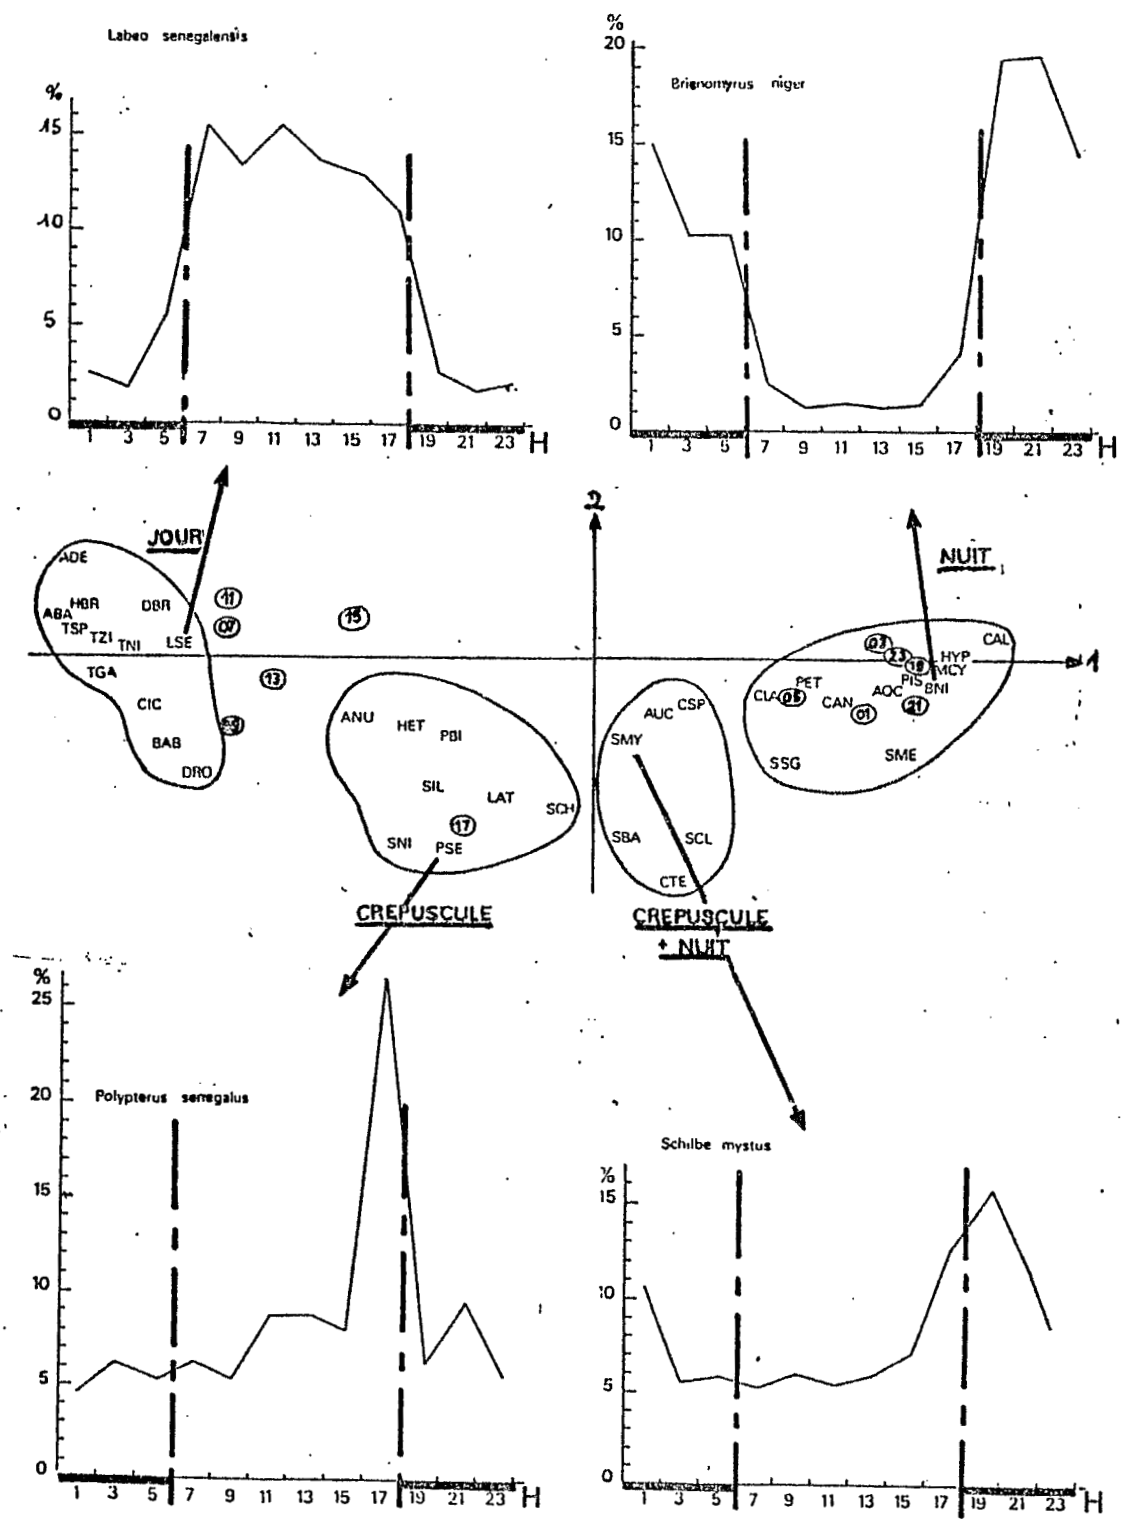 Labeo senegalensis
%
15
10
5
0
1 3 5 7 9 11 13 15 17 19 21 23 H
%
20
Brienomyrus niger
15
10
5
0
1 3 5 7 9 11 13 15 17 19 21 23 H
2
JOUR
NUIT
ADE
HBR DBR 11
ABA
TSP 07 15
TZI TNI LSE
03 CAL
23 19 HYP
1
TGA 13
MCY
PIS BNI
CIC
CLA 05 PET CAN AOC
01 21
ANU HET PBI
AUC CSP
SMY
BAB
DRO
SSG SME
SIL LAT SCH
17
SNI PSE
SBA SCL
CTE
CREPUSCULE
CREPUSCULE
+ NUIT
%
25
20
Polypterus senegalus
15
10
5
0
1 3 5 7 9 11 13 15 17 19 21 23 H
Schilbe mystus
%
15
10
5
0
1 3 5 7 9 11 13 15 17 19 21 23 H